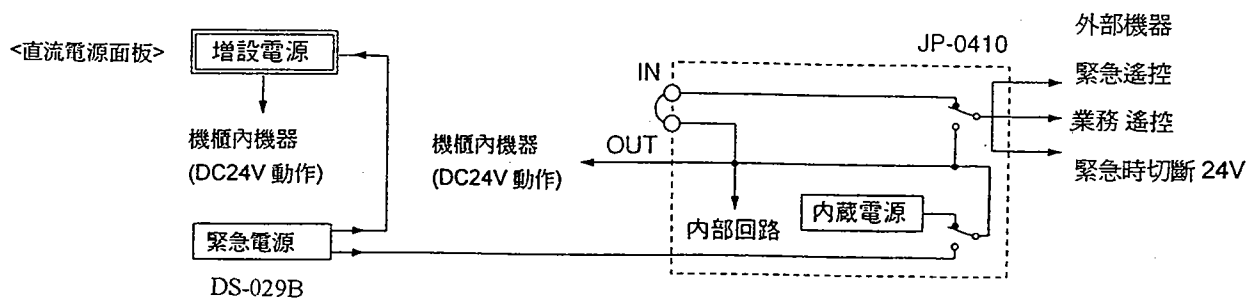 外部機器
<直流電源面板>
增設電源
JP-0410
IN
緊急遙控
機櫃內機器
(DC24V 動作)
機櫃內機器
(DC24V 動作)
OUT
業務 遙控
緊急時切斷 24V
内蔵電源
内部回路
緊急電源
DS-029B